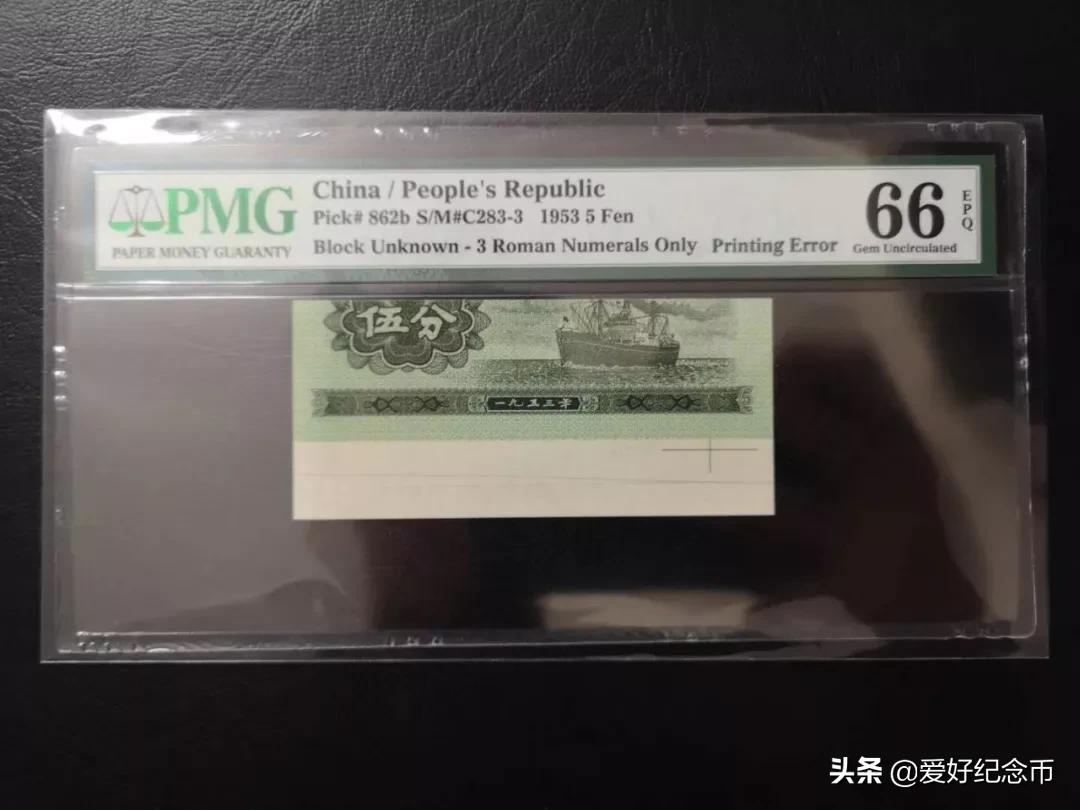 PMG
PAPER MONEY GUARANTY
China / People's Republic
Pick# 862b S/M#C283-3 1953 5 Fen
Block Unknown - 3 Roman Numerals Only Printing Error
66 EPQ
Gem Uncirculated
伍分
一九五三年
头条 @爱好纪念币